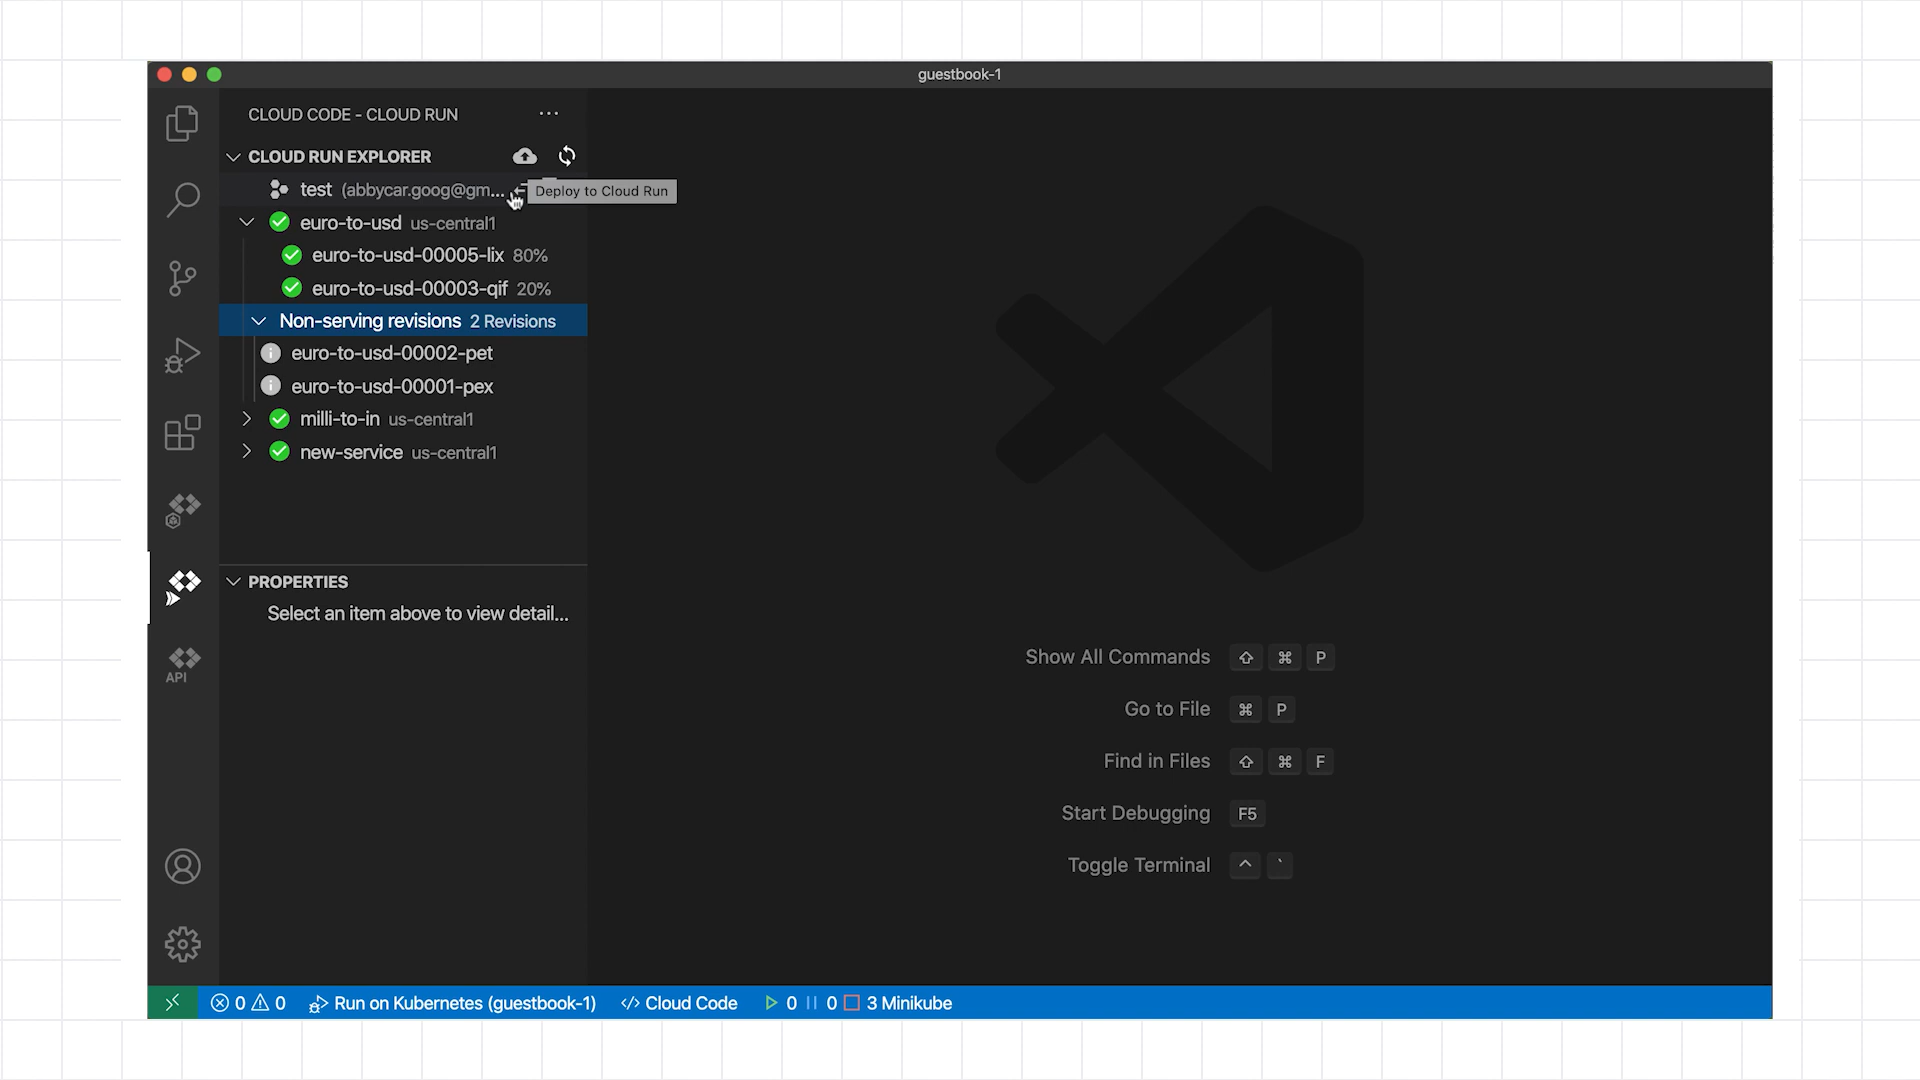 guestbook-1
CLOUD CODE - CLOUD RUN
CLOUD RUN EXPLORER
test (abbycar.goog@gm...
Deploy to Cloud Run
euro-to-usd us-central1
euro-to-usd-00005-lix 80%
euro-to-usd-00003-qif 20%
Non-serving revisions 2 Revisions
euro-to-usd-00002-pet
euro-to-usd-00001-pex
milli-to-in us-central1
new-service us-central1
PROPERTIES
Select an item above to view detail...
API
Show All Commands ⇧ ⌘ P
Go to File ⌘ P
Find in Files ⇧ ⌘ F
Start Debugging F5
Toggle Terminal ^ `
0 0 Run on Kubernetes (guestbook-1) </> Cloud Code 0 0 3 Minikube